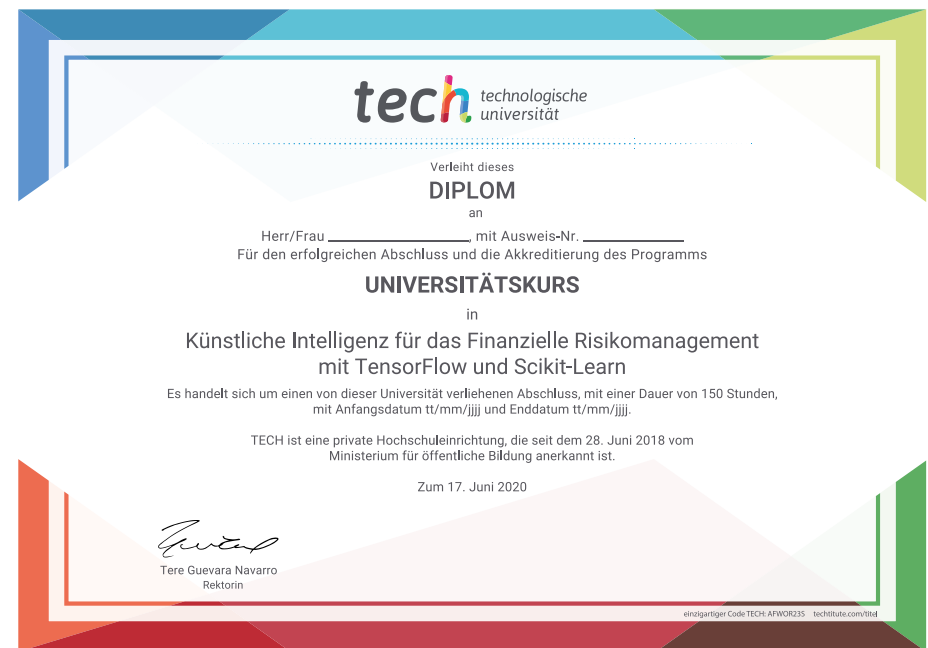 tech technologische
universität
Verleiht dieses
DIPLOM
an
Herr/Frau ____________________, mit Ausweis-Nr. ______________
Für den erfolgreichen Abschluss und die Akkreditierung des Programms
UNIVERSITÄTSKURS
in
Künstliche Intelligenz für das Finanzielle Risikomanagement
mit TensorFlow und Scikit-Learn
Es handelt sich um einen von dieser Universität verliehenen Abschluss, mit einer Dauer von 150 Stunden,
mit Anfangsdatum tt/mm/jjjj und Enddatum tt/mm/jjjj.
TECH ist eine private Hochschuleinrichtung, die seit dem 28. Juni 2018 vom
Ministerium für öffentliche Bildung anerkannt ist.
Zum 17. Juni 2020
Tere Guevara Navarro
Rektorin
einzigartiger Code TECH: AFWOR23S techtitute.com/titel